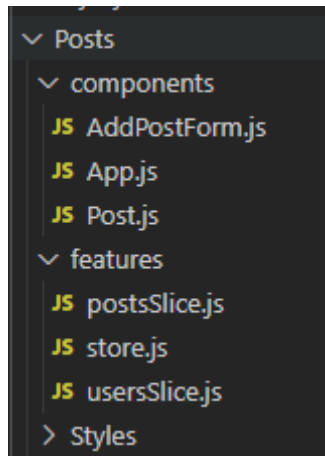 Posts
components
JS AddPostForm.js
JS App.js
JS Post.js
features
JS postsSlice.js
JS store.js
JS usersSlice.js
Styles